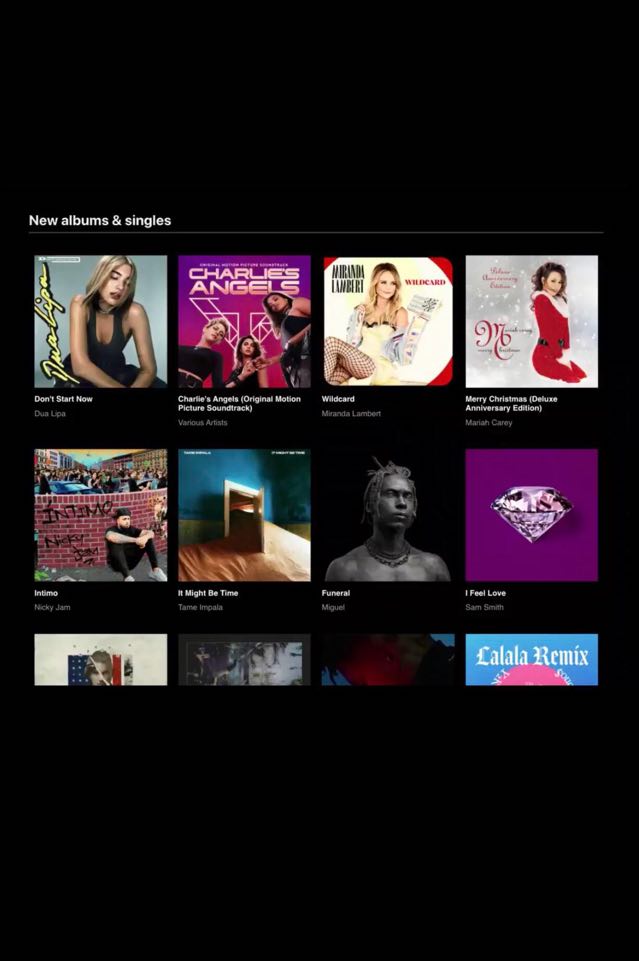 New albums & singles
Dua Lipa
ORIGINAL MOTION PICTURE SOUNDTRACK
CHARLIE'S
ANGELS
MIRANDA
LAMBERT
WILDCARD
Deluxe
Anniversary
Edition
Mariah Carey
merry christmas
Don't Start Now
Dua Lipa
Charlie's Angels (Original Motion
Picture Soundtrack)
Various Artists
Wildcard
Miranda Lambert
Merry Christmas (Deluxe
Anniversary Edition)
Mariah Carey
INTIMO
Nicky
Jam
TAME IMPALA
IT MIGHT BE TIME
Intimo
Nicky Jam
It Might Be Time
Tame Impala
Funeral
Miguel
I Feel Love
Sam Smith
Lalala Remix